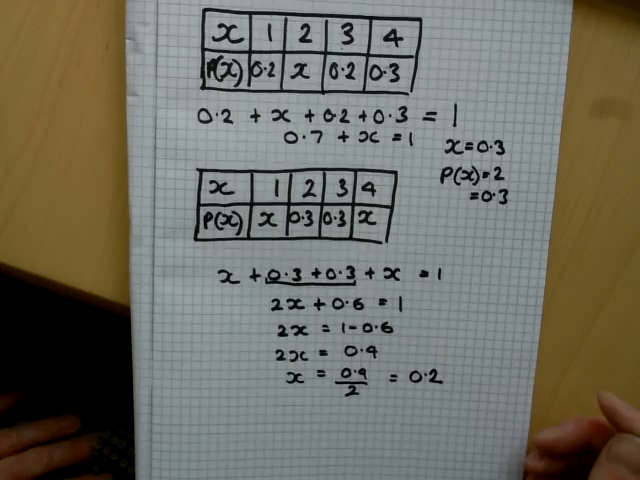 x 1 2 3 4
P(x) 0.2 x 0.2 0.3
0.2 + x + 0.2 + 0.3 = 1
0.7 + x = 1
x = 0.3
P(x) = 2
= 0.3
x 1 2 3 4
P(x) x 0.3 0.3 x
x + 0.3 + 0.3 + x = 1
2x + 0.6 = 1
2x = 1 - 0.6
2x = 0.4
x = 0.4/2 = 0.2